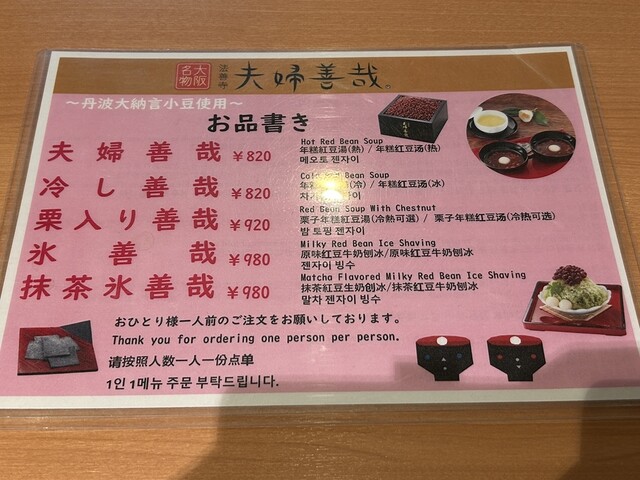 大阪名物 法善寺 夫婦善哉。
～丹波大納言小豆使用～
お品書き
夫婦善哉 ￥820
Hot Red Bean Soup
年糕紅豆湯(熱) / 年糕红豆汤(热)
메오토 젠자이
冷し善哉 ￥820
Bean Soup
(冷) / 年糕红豆汤(冰)
젠자이
栗入り善哉 ￥920
Red Bean Soup With Chestnut
栗子年糕紅豆湯(冷熱可選) / 栗子年糕红豆汤(冷热可选)
밤 토핑 젠자이
氷善哉 ￥980
Milky Red Bean Ice Shaving
原味紅豆牛奶刨冰/原味红豆牛奶刨冰
젠자이 빙수
抹茶氷善哉 ￥980
Matcha Flavored Milky Red Bean Ice Shaving
抹茶紅豆生奶刨冰/抹茶红豆牛奶刨冰
말차 젠자이 빙수
おひとり様一人前のご注文をお願いしております。
Thank you for ordering one person per person.
请按照人数一人一份点单
1인 1메뉴 주문 부탁드립니다.